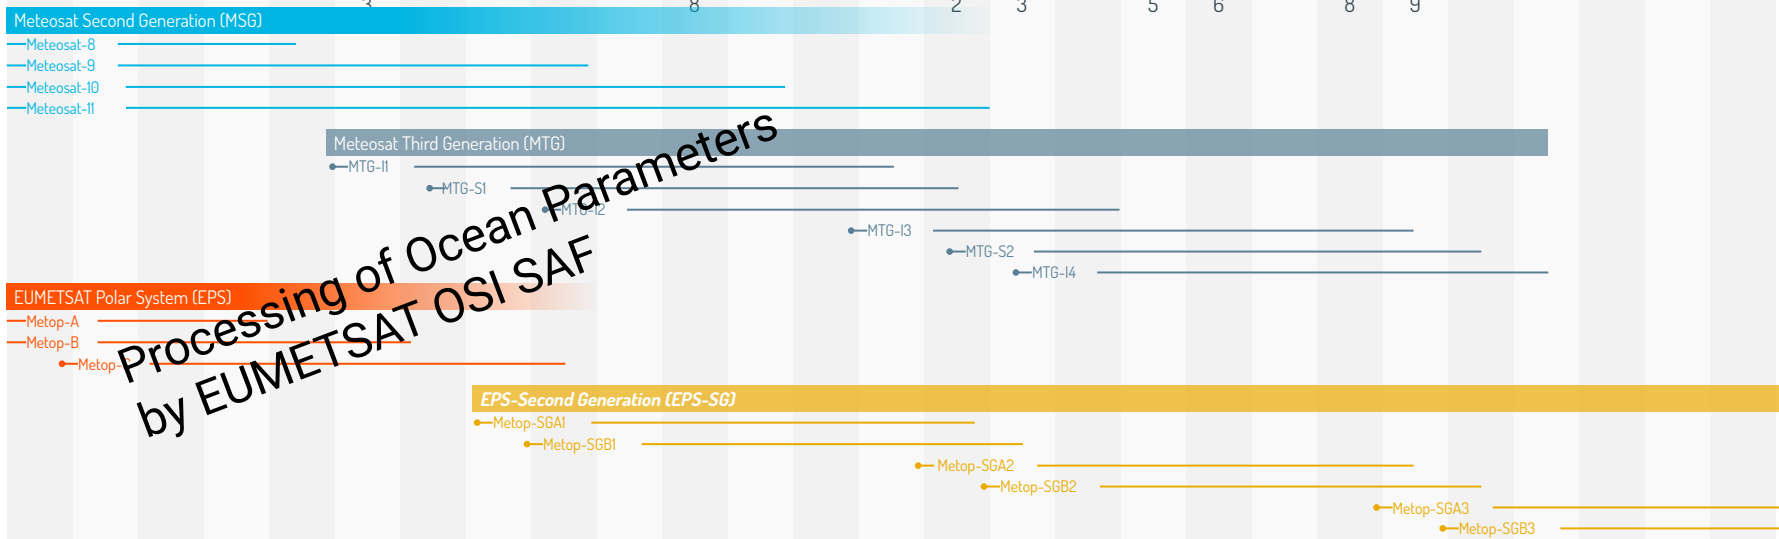 3 8 2 3 5 6 8 9
Meteosat Second Generation (MSG)
Meteosat-8
Meteosat-9
Meteosat-10
Meteosat-11
Meteosat Third Generation (MTG)
MTG-I1
MTG-S1
MTG-I2
MTG-I3
MTG-S2
MTG-I4
Processing of Ocean Parameters
by EUMETSAT OSI SAF
EUMETSAT Polar System (EPS)
Metop-A
Metop-B
Metop-C
EPS-Second Generation (EPS-SG)
Metop-SGA1
Metop-SGB1
Metop-SGA2
Metop-SGB2
Metop-SGA3
Metop-SGB3